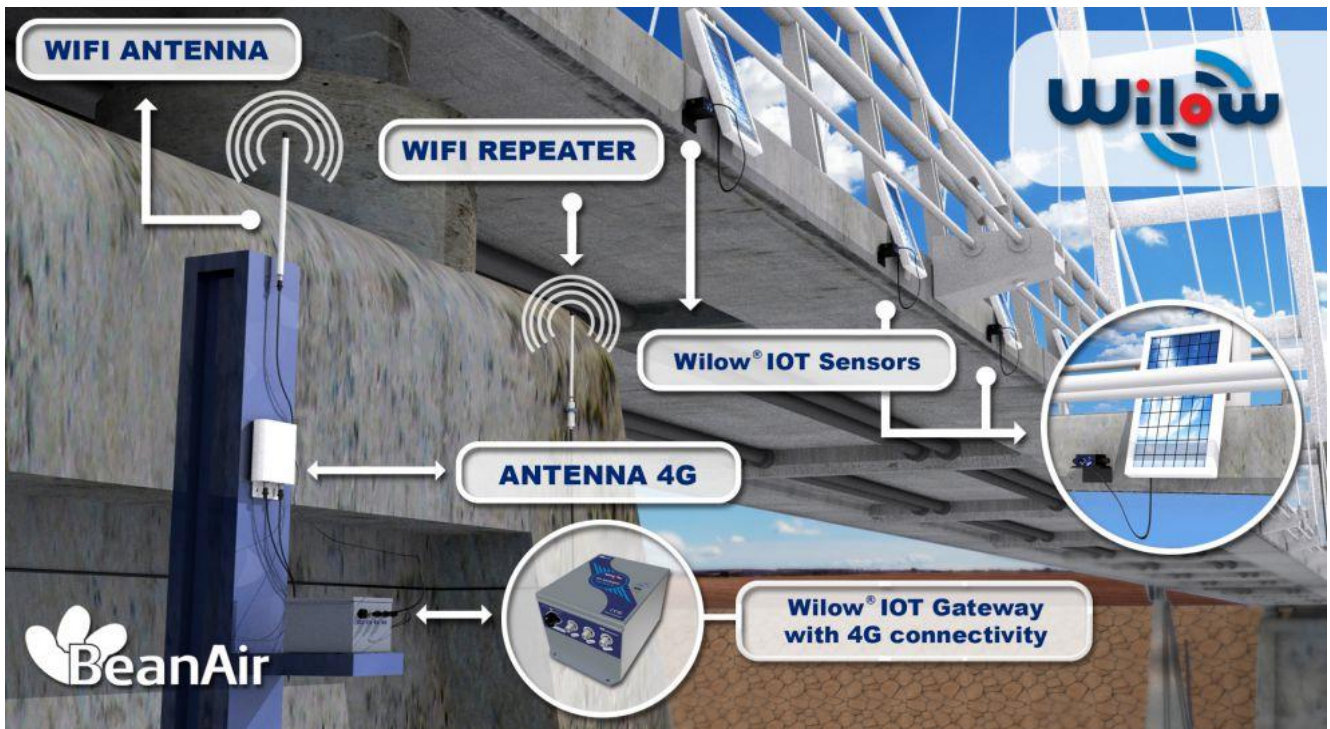 WIFI ANTENNA
Wilow
WIFI REPEATER
Wilow® IOT Sensors
ANTENNA 4G
Wilow® IOT Gateway
with 4G connectivity
BeanAir